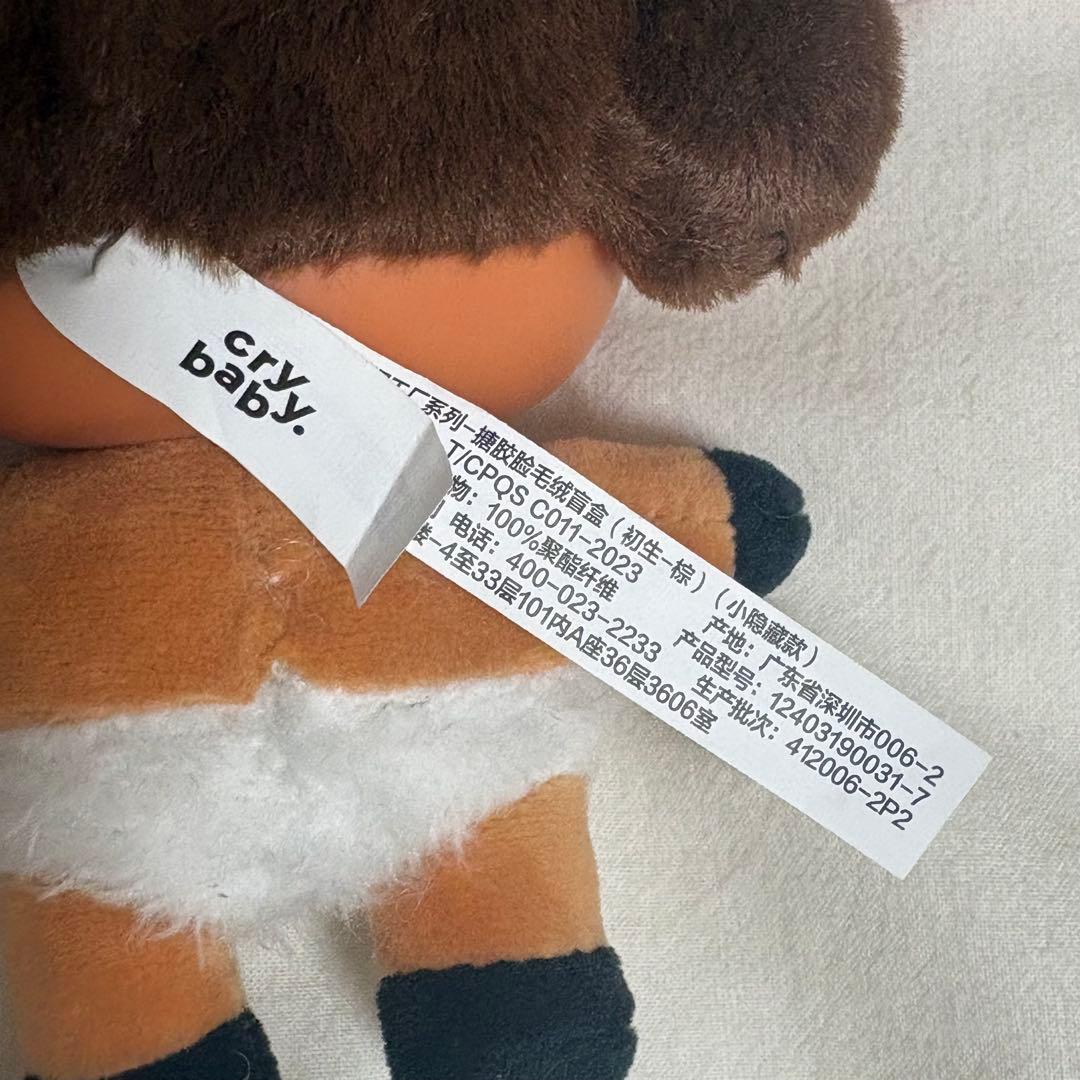 cry
baby.
厂系列-搪胶脸毛绒盲盒(初生-棕)(小隐藏款)
T/CPQS C011-2023 产地:广东省深圳市006-2
物:100%聚酯纤维 产品型号:12403190031-7
电话:400-023-2233 生产批次:412006-2P2
楼-4至33层101内A座36层3606室